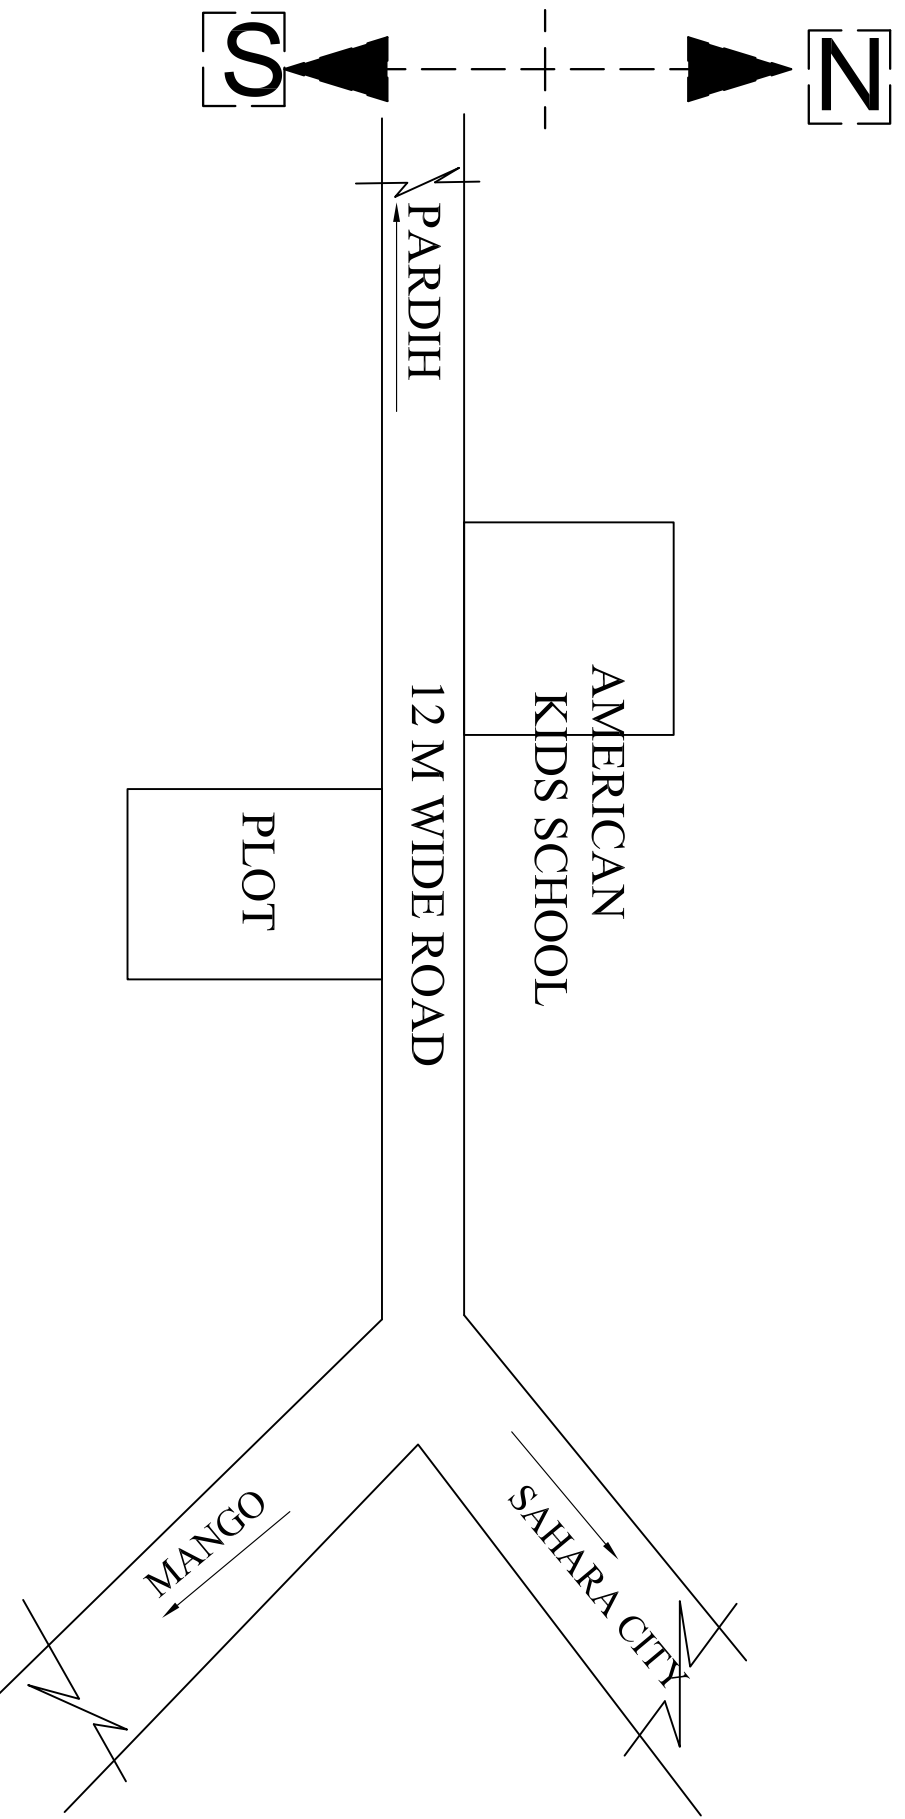 S
N
PARDIH
AMERICAN
KIDS SCHOOL
12 M WIDE ROAD
PLOT
SAHARA CITY
MANGO